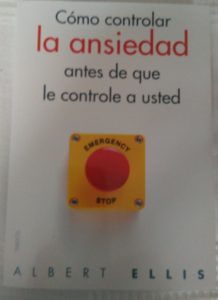 Cómo controlar
la ansiedad
antes de que
le controle a usted
EMERGENCY
STOP
ALBERT ELLIS